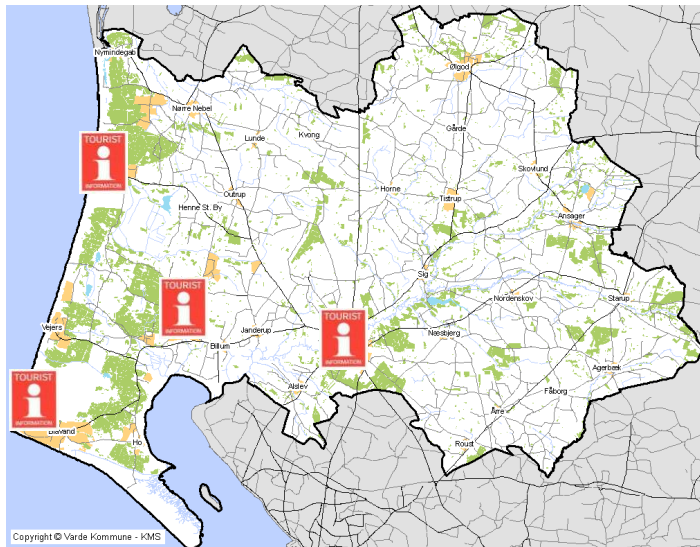 Nymindegab
Ølgod
Nørre Nebel
Lunde
Kvong
Gårde
TOURIST
INFORMATION
Skovlund
Horne
Outrup
Tistrup
Henne St. By
Ansager
Sig
TOURIST
INFORMATION
Nordenskov
Starup
TOURIST
INFORMATION
Vejers
Janderup
Næsbjerg
Billum
Agerbæk
TOURIST
INFORMATION
Alslev
Fåborg
Arre
Blåvand
Ho
Roust
Copyright © Varde Kommune - KMS